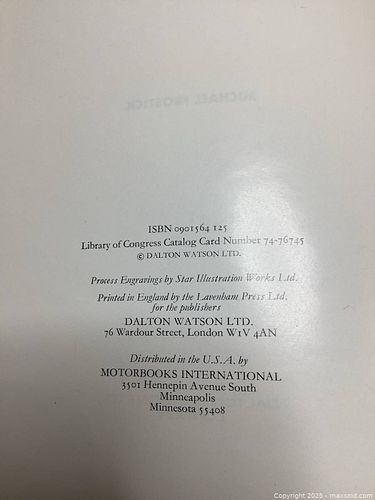 MICHAEL FROSTICK
ISBN 0901564 125
Library of Congress Catalog Card Number 74-76745
© DALTON WATSON LTD.
Process Engravings by Star Illustration Works Ltd.
Printed in England by the Lavenham Press Ltd.
for the publishers
DALTON WATSON LTD.
76 Wardour Street, London W1V 4AN
Distributed in the U.S.A. by
MOTORBOOKS INTERNATIONAL
3501 Hennepin Avenue South
Minneapolis
Minnesota 55408
Copyright 2025 - maxsold.com